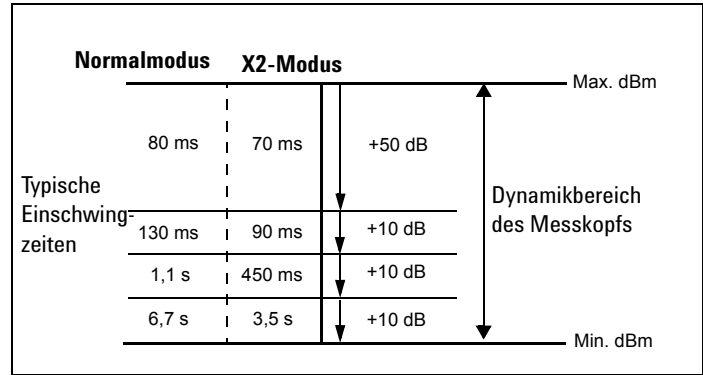 Normalmodus X2-Modus
Max. dBm
80 ms 70 ms +50 dB
Typische
Einschwing-
zeiten
Dynamikbereich
des Messkopfs
130 ms 90 ms +10 dB
1,1 s 450 ms +10 dB
6,7 s 3,5 s +10 dB
Min. dBm